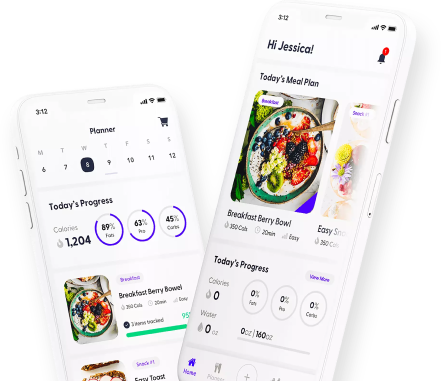 3:12
Planner
M T W T F S S
6 7 8 9 10 11 12
Today's Progress
Calories
1,204
89%
Fats
63%
Pro
45%
Carbs
Breakfast
Breakfast Berry Bowel
350 Cals 20min Easy
3 items tracked 95
Snack #1
Easy Toast
3:12
Hi Jessica!
Today's Meal Plan
Breakfast
Snack #1
Breakfast Berry Bowl
350 Cals 20min Easy
Easy
350
Today's Progress
View More
Calories
0
0%
Fats
0%
Pro
0%
Carbs
Water
0 oz
0oz | 160oz
Home